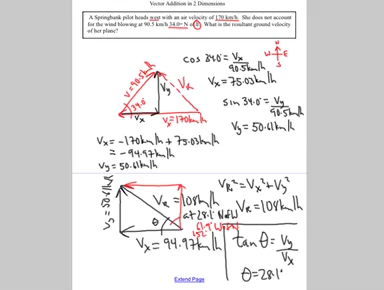 Vector Addition in 2 Dimensions
A Springbank pilot heads west with an air velocity of 170 km/h. She does not account
for the wind blowing at 90.5 km/h 34.0° N of E. What is the resultant ground velocity
of her plane?
N
W E
S
cos 34.0° = Vx
90.5km/h
Vx = 75.03km/h
sin 34.0° = Vy
90.5km/h
Vy = 50.61km/h
V = 90.5km/h
34.0°
Vy
VR
Vx
Vx = 170km/h
Vx = -170km/h + 75.03km/h
= -94.97km/h
Vy = 50.61km/h
Vy = 50.61km/h
VR = 108km/h
at 28.1° N of W
θ
Vx = 94.97km/h
VR² = Vx² + Vy²
VR = 108km/h
tan θ = Vy
Vx
θ = 28.1°
Extend Page